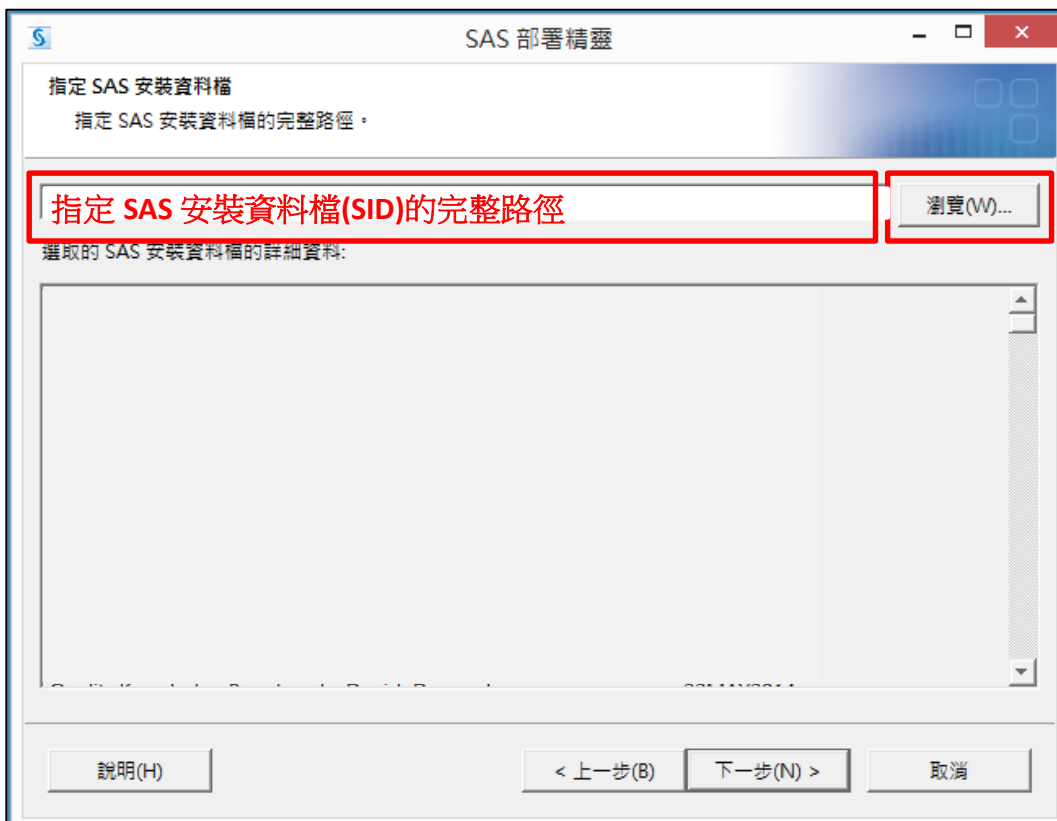 SAS 部署精靈
指定 SAS 安裝資料檔
指定 SAS 安裝資料檔的完整路徑。
指定 SAS 安裝資料檔(SID)的完整路徑
瀏覽(W)...
選取的 SAS 安裝資料檔的詳細資料:
說明(H)
< 上一步(B)
下一步(N) >
取消